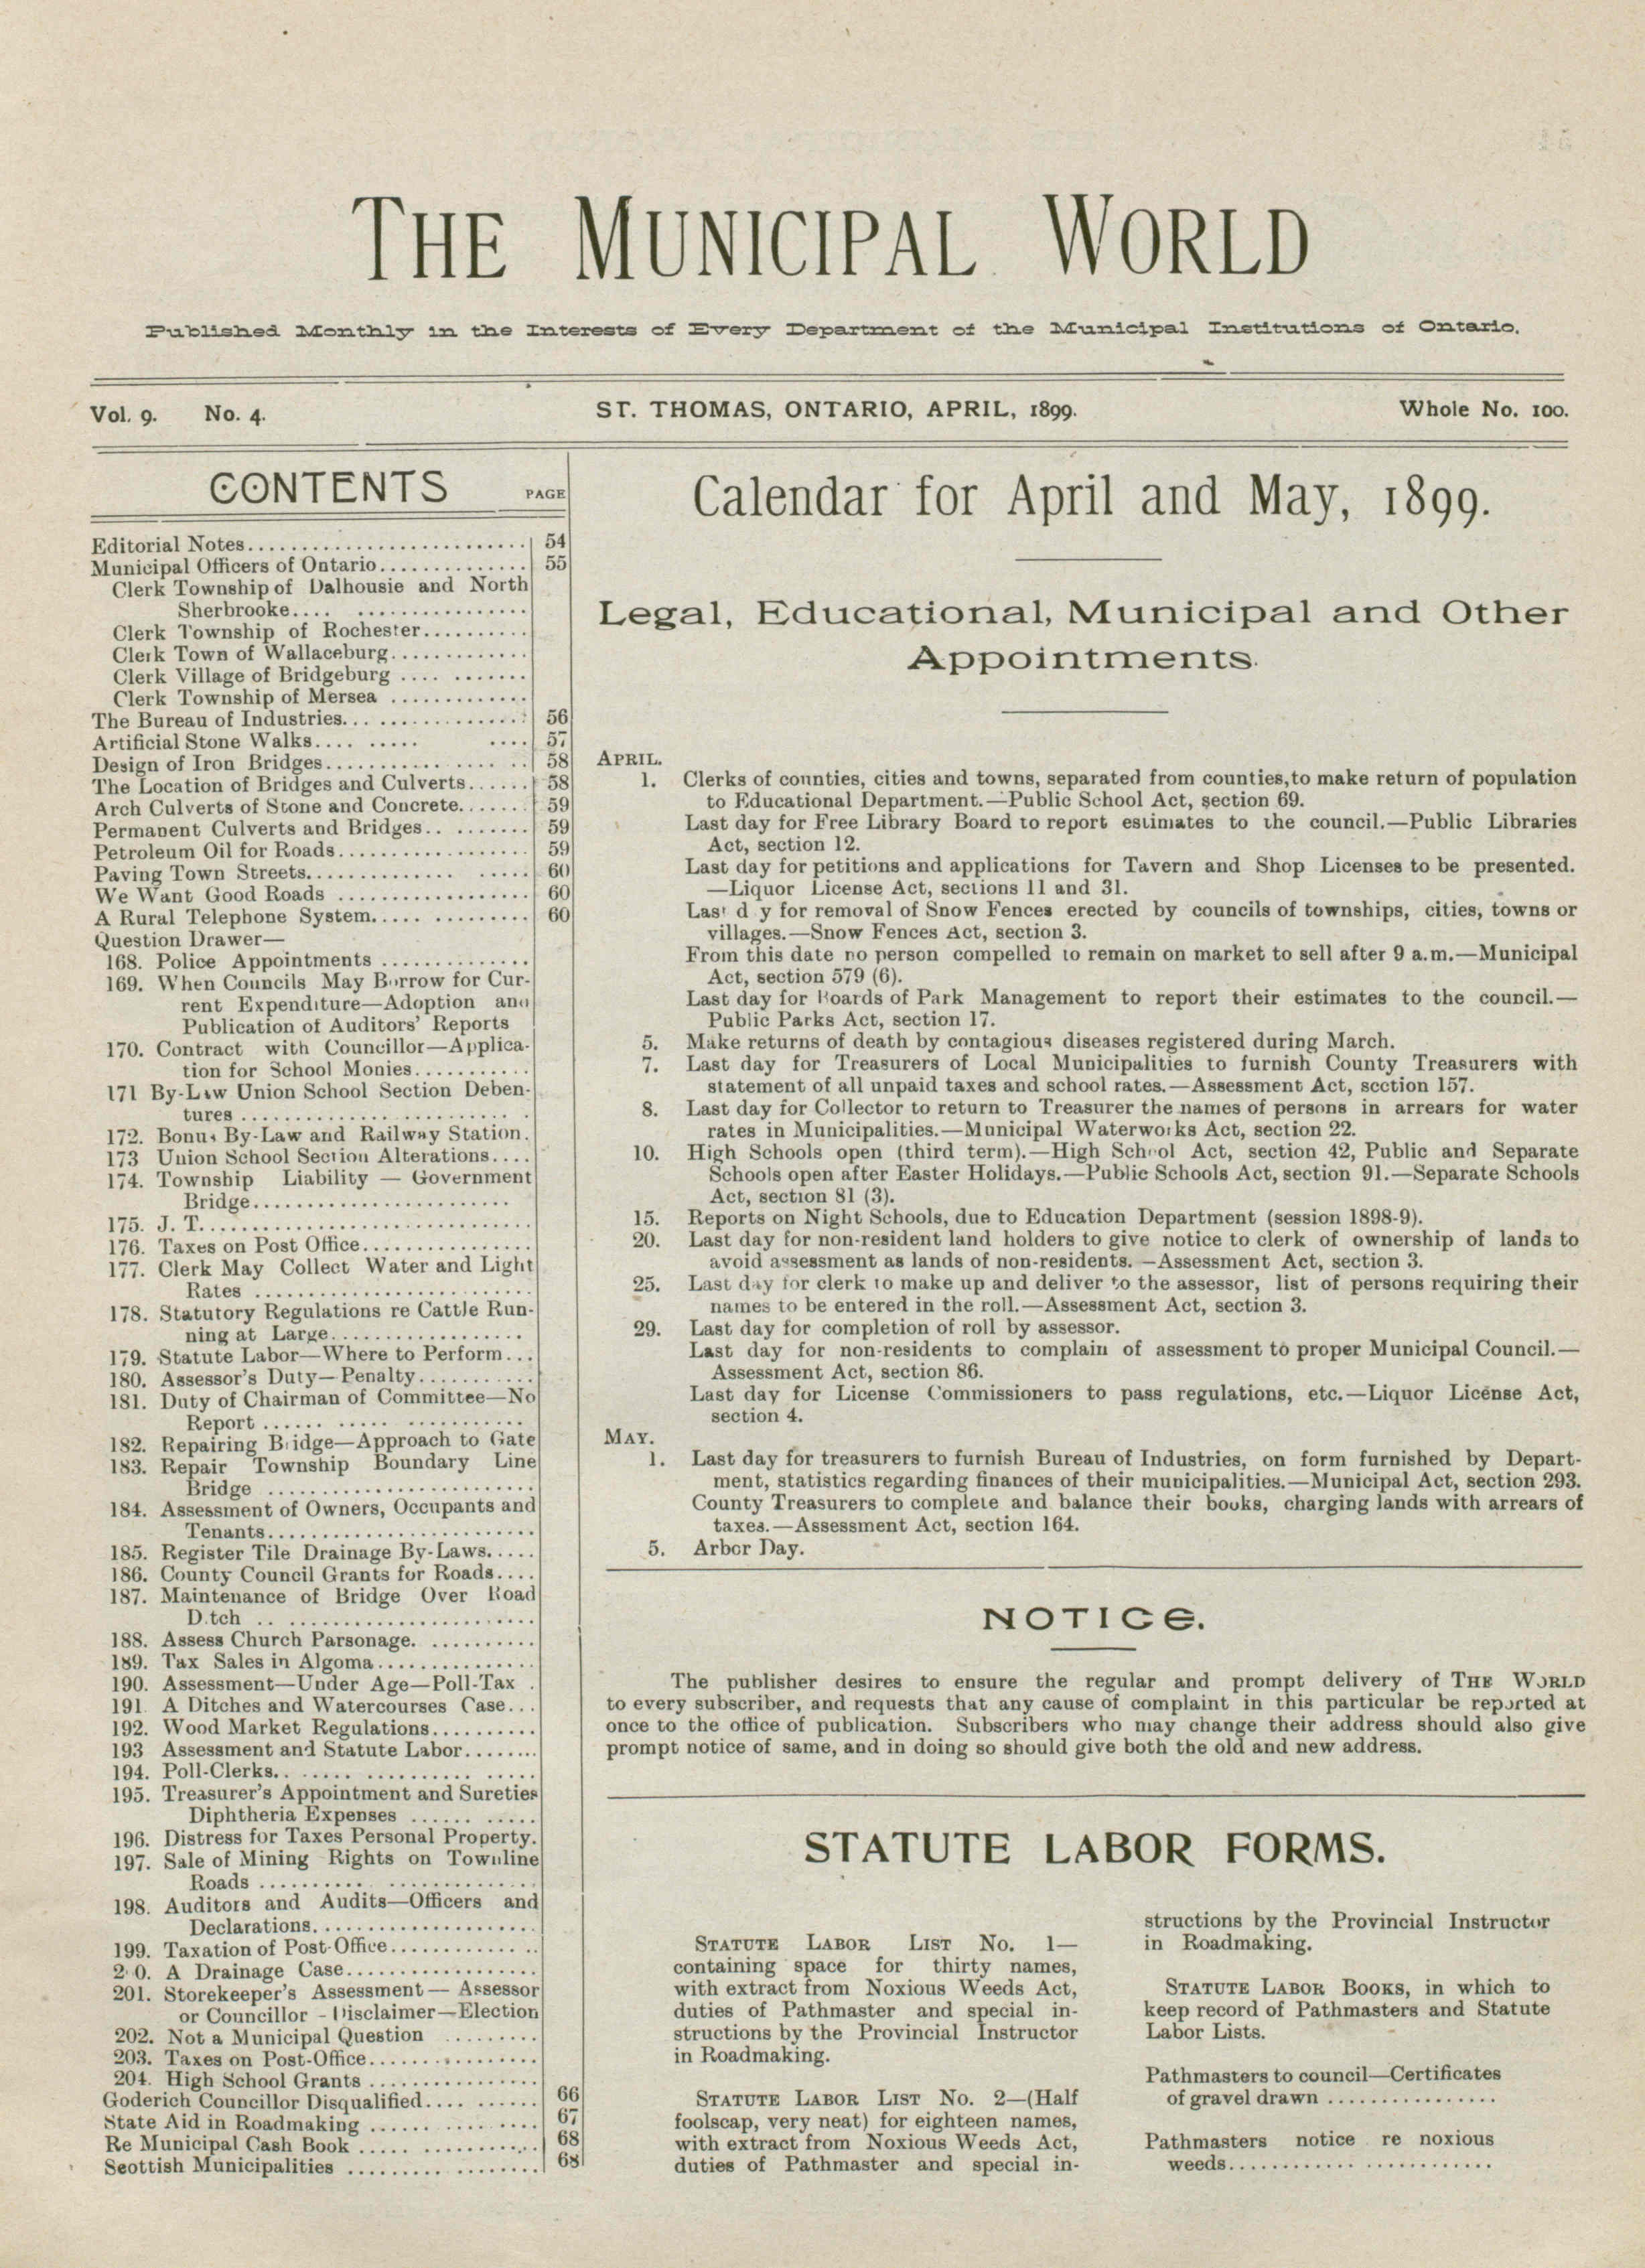 THE MUNICIPAL WORLD
Published Monthly in the Interests of Every Department of the Municipal Institutions of Ontario.
Vol. 9. No. 4.
ST. THOMAS, ONTARIO, APRIL, 1899.
Whole No. 100.
CONTENTS PAGE
Editorial Notes.......................... 54
Municipal Officers of Ontario.............. 55
Clerk Township of Dalhousie and North
Sherbrooke.... ................
Clerk Township of Rochester..........
Clerk Town of Wallaceburg.............
Clerk Village of Bridgeburg .... .......
Clerk Township of Mersea .............
The Bureau of Industries... ................ 56
Artificial Stone Walks.... ..... .... 57
Design of Iron Bridges........... .... .. 58
The Location of Bridges and Culverts...... 58
Arch Culverts of Stone and Concrete....... 59
Permanent Culverts and Bridges.. ........ 59
Petroleum Oil for Roads.................. 59
Paving Town Streets.............. ..... 60
We Want Good Roads .................. 60
A Rural Telephone System..... ......... 60
Question Drawer—
168. Police Appointments ..............
169. When Councils May Borrow for Cur-
rent Expenditure—Adoption and
Publication of Auditors' Reports
170. Contract with Councillor—Applica-
tion for School Monies...........
171 By-Law Union School Section Deben-
tures .............. .......... .
172. Bonus By-Law and Railway Station.
173 Union School Section Alterations....
174. Township Liability — Government
Bridge........................
175. J. T..............................
176. Taxes on Post Office................
177. Clerk May Collect Water and Light
Rates ..........................
178. Statutory Regulations re Cattle Run-
ning at Large..................
179. Statute Labor—Where to Perform...
180. Assessor's Duty—Penalty...........
181. Duty of Chairman of Committee—No
Report ...... ..... ...........
182. Repairing Bridge—Approach to Gate
183. Repair Township Boundary Line
Bridge .........................
184. Assessment of Owners, Occupants and
Tenants.........................
185. Register Tile Drainage By-Laws.....
186. County Council Grants for Roads....
187. Maintenance of Bridge Over Road
D.tch .. .......................
188. Assess Church Parsonage. ..........
189. Tax Sales in Algoma...............
190. Assessment—Under Age—Poll-Tax .
191. A Ditches and Watercourses Case...
192. Wood Market Regulations..........
193 Assessment and Statute Labor........
194. Poll-Clerks.. ..... .......... .....
195. Treasurer's Appointment and Sureties
Diphtheria Expenses ...... .....
196. Distress for Taxes Personal Property.
197. Sale of Mining Rights on Townline
Roads .......... ..............
198. Auditors and Audits—Officers and
Declarations.....................
199. Taxation of Post-Office............. ..
2 0. A Drainage Case..................
201. Storekeeper's Assessment — Assessor
or Councillor - Disclaimer—Election
202. Not a Municipal Question .........
203. Taxes on Post-Office................
204. High School Grants ................
Goderich Councillor Disqualified.... ...... 66
State Aid in Roadmaking ...... .... .... 67
Re Municipal Cash Book ..... ........... 68
Scottish Municipalities ......... ........ 68
Calendar for April and May, 1899.
Legal, Educational, Municipal and Other
Appointments.
APRIL.
1. Clerks of counties, cities and towns, separated from counties, to make return of population
to Educational Department.—Public School Act, section 69.
Last day for Free Library Board to report estimates to the council.—Public Libraries
Act, section 12.
Last day for petitions and applications for Tavern and Shop Licenses to be presented.
—Liquor License Act, sections 11 and 31.
Last d y for removal of Snow Fences erected by councils of townships, cities, towns or
villages.—Snow Fences Act, section 3.
From this date no person compelled to remain on market to sell after 9 a.m.—Municipal
Act, section 579 (6).
Last day for Boards of Park Management to report their estimates to the council.—
Public Parks Act, section 17.
5. Make returns of death by contagious diseases registered during March.
7. Last day for Treasurers of Local Municipalities to furnish County Treasurers with
statement of all unpaid taxes and school rates.—Assessment Act, section 157.
8. Last day for Collector to return to Treasurer the names of persons in arrears for water
rates in Municipalities.—Municipal Waterworks Act, section 22.
10. High Schools open (third term).—High School Act, section 42, Public and Separate
Schools open after Easter Holidays.—Public Schools Act, section 91.—Separate Schools
Act, section 81 (3).
15. Reports on Night Schools, due to Education Department (session 1898-9).
20. Last day for non-resident land holders to give notice to clerk of ownership of lands to
avoid assessment as lands of non-residents.—Assessment Act, section 3.
25. Last day for clerk to make up and deliver to the assessor, list of persons requiring their
names to be entered in the roll.—Assessment Act, section 3.
29. Last day for completion of roll by assessor.
Last day for non-residents to complain of assessment to proper Municipal Council.—
Assessment Act, section 86.
Last day for License Commissioners to pass regulations, etc.—Liquor License Act,
section 4.
MAY.
1. Last day for treasurers to furnish Bureau of Industries, on form furnished by Depart-
ment, statistics regarding finances of their municipalities.—Municipal Act, section 293.
County Treasurers to complete and balance their books, charging lands with arrears of
taxes.—Assessment Act, section 164.
5. Arbor Day.
NOTICE.
The publisher desires to ensure the regular and prompt delivery of THE WORLD
to every subscriber, and requests that any cause of complaint in this particular be reported at
once to the office of publication. Subscribers who may change their address should also give
prompt notice of same, and in doing so should give both the old and new address.
STATUTE LABOR FORMS.
STATUTE LABOR LIST NO. 1—
containing space for thirty names,
with extract from Noxious Weeds Act,
duties of Pathmaster and special in-
structions by the Provincial Instructor
in Roadmaking.
STATUTE LABOR LIST NO. 2—(Half
foolscap, very neat) for eighteen names,
with extract from Noxious Weeds Act,
duties of Pathmaster and special in-
structions by the Provincial Instructor
in Roadmaking.
STATUTE LABOR BOOKS, in which to
keep record of Pathmasters and Statute
Labor Lists.
Pathmasters to council—Certificates
of gravel drawn ................
Pathmasters notice re noxious
weeds............ ............